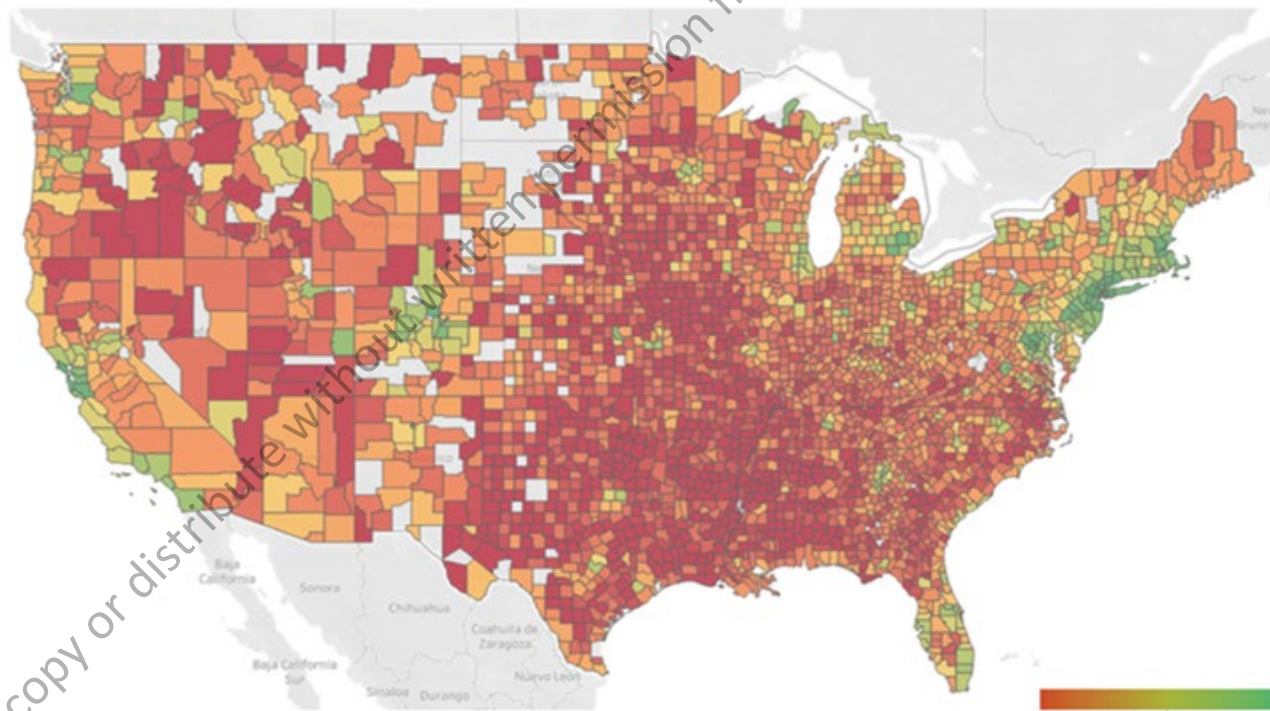 copy or distribute without written permission
Baja
California
Sonora
Chihuahua
Coahuila de
Zaragoza
Baja California
Sur
Sinaloa
Durango
Nuevo León